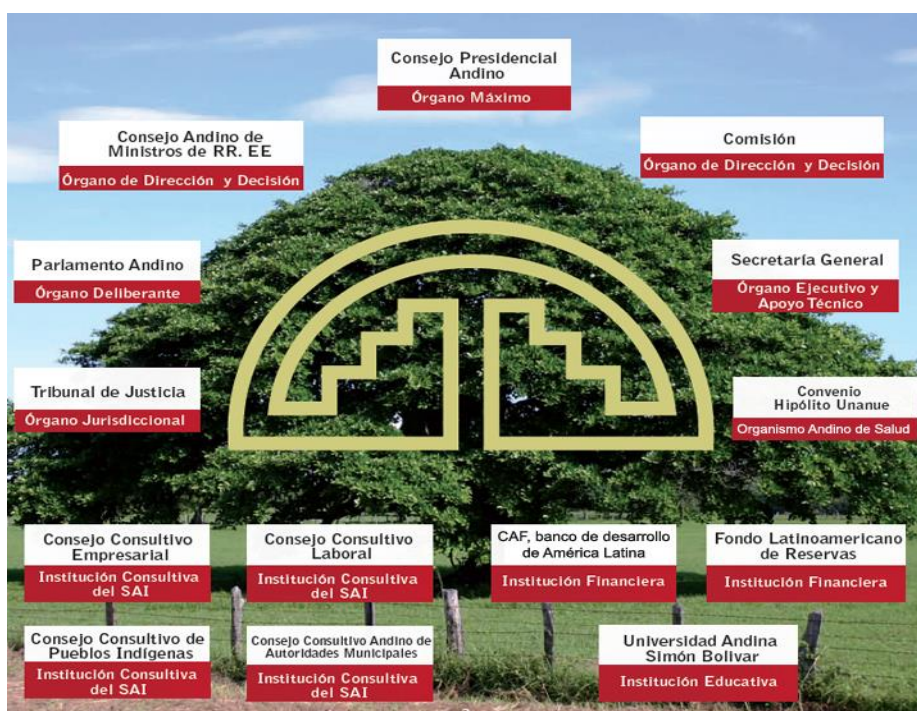 Consejo Presidencial
Andino
Órgano Máximo
Consejo Andino de
Ministros de RR. EE
Órgano de Dirección y Decisión
Comisión
Órgano de Dirección y Decisión
Parlamento Andino
Órgano Deliberante
Secretaría General
Órgano Ejecutivo y
Apoyo Técnico
Tribunal de Justicia
Órgano Jurisdiccional
Convenio
Hipólito Unanue
Organismo Andino de Salud
Consejo Consultivo
Empresarial
Institución Consultiva
del SAI
Consejo Consultivo
Laboral
Institución Consultiva
del SAI
CAF, banco de desarrollo
de América Latina
Institución Financiera
Fondo Latinoamericano
de Reservas
Institución Financiera
Consejo Consultivo de
Pueblos Indígenas
Institución Consultiva
del SAI
Consejo Consultivo Andino de
Autoridades Municipales
Institución Consultiva
del SAI
Universidad Andina
Simón Bolivar
Institución Educativa